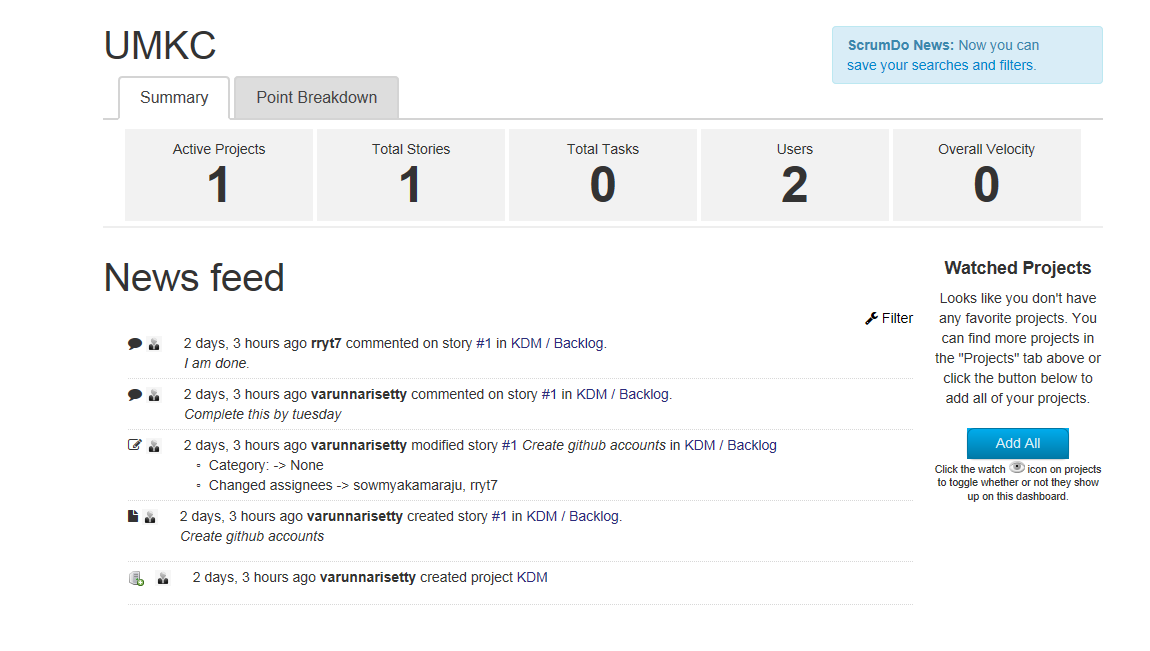 UMKC
ScrumDo News: Now you can
save your searches and filters.
Summary
Point Breakdown
Active Projects
1
Total Stories
1
Total Tasks
0
Users
2
Overall Velocity
0
News feed
Filter
2 days, 3 hours ago rryt7 commented on story #1 in KDM / Backlog.
I am done.
2 days, 3 hours ago varunnarisetty commented on story #1 in KDM / Backlog.
Complete this by tuesday
2 days, 3 hours ago varunnarisetty modified story #1 Create github accounts in KDM / Backlog
Category: -> None
Changed assignees -> sowmyakamaraju, rryt7
2 days, 3 hours ago varunnarisetty created story #1 in KDM / Backlog.
Create github accounts
2 days, 3 hours ago varunnarisetty created project KDM
Watched Projects
Looks like you don't have
any favorite projects. You
can find more projects in
the "Projects" tab above or
click the button below to
add all of your projects.
Add All
Click the watch icon on projects
to toggle whether or not they show
up on this dashboard.